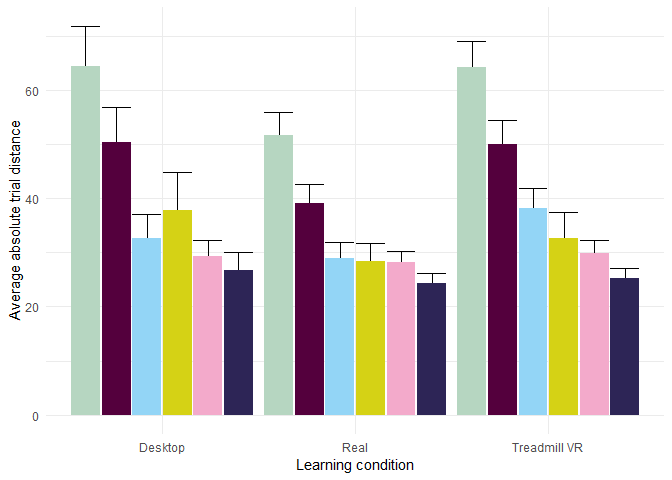 Average absolute trial distance
60
40
20
0
Desktop
Real
Treadmill VR
Learning condition